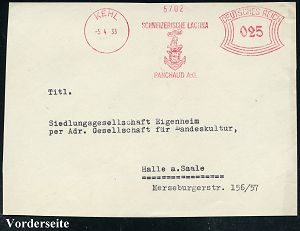 5702
KEHL
-5.4.33
SCHWEIZERISCHE LACTINA
PANCHAUD A-G.
DEUTSCHES REICH
025
Titl.
Siedlungsgesellschaft Eigenheim
per Adr. Gesellschaft für Landeskultur,
Halle a.Saale
Merseburgerstr. 156/57
Vorderseite